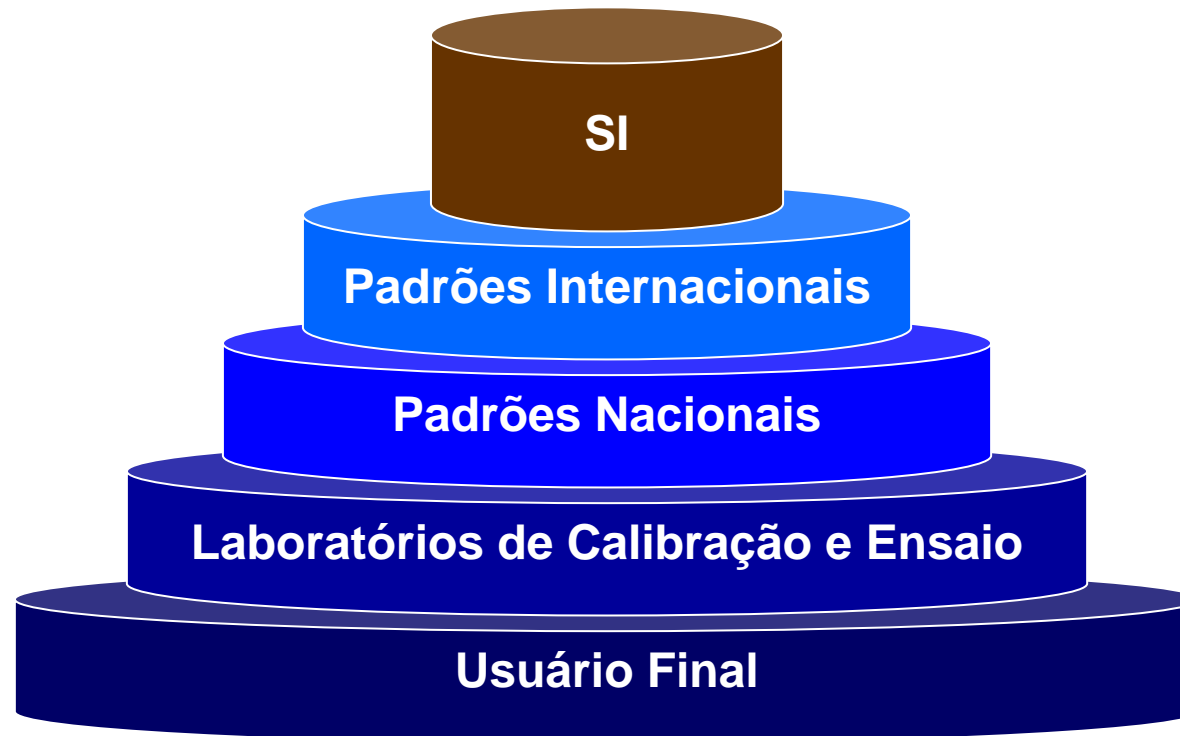 SI
Padrões Internacionais
Padrões Nacionais
Laboratórios de Calibração e Ensaio
Usuário Final